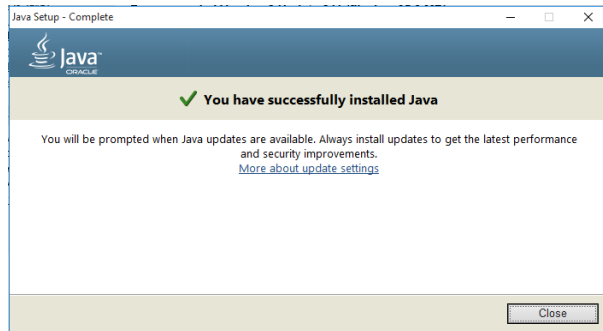 Java Setup - Complete
Java™
ORACLE
You have successfully installed Java
You will be prompted when Java updates are available. Always install updates to get the latest performance
and security improvements.
More about update settings
Close